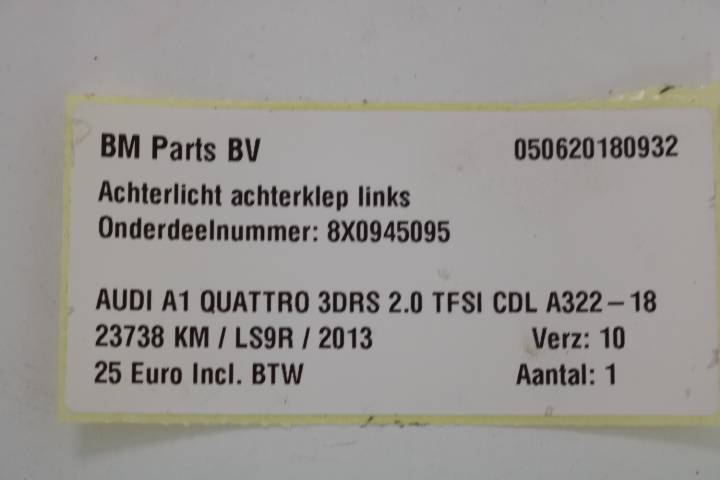 BM Parts BV 050620180932
Achterlicht achterklep links
Onderdeelnummer: 8X0945095
AUDI A1 QUATTRO 3DRS 2.0 TFSI CDL A322-18
23738 KM / LS9R / 2013 Verz: 10
25 Euro Incl. BTW Aantal: 1